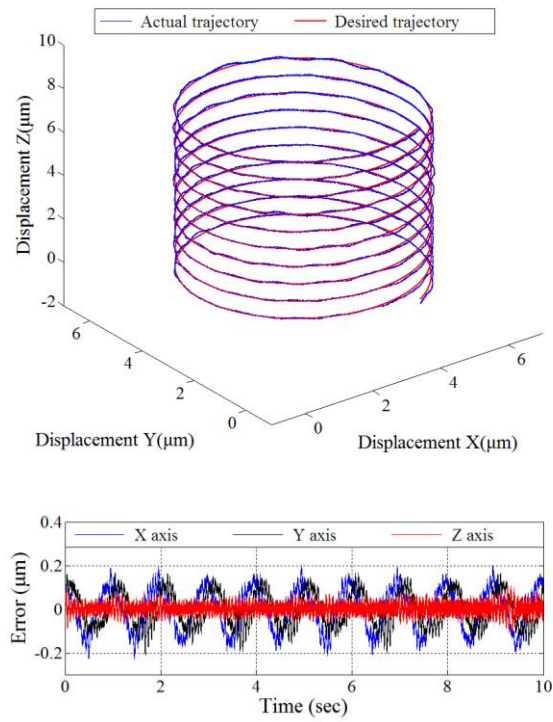 Actual trajectory Desired trajectory
10
8
6
4
2
0
-2
Displacement Z(μm)
6
4
2
0
Displacement Y(μm)
0
2
4
6
Displacement X(μm)
X axis Y axis Z axis
0.4
0.2
0
-0.2
Error (μm)
0 2 4 6 8 10
Time (sec)